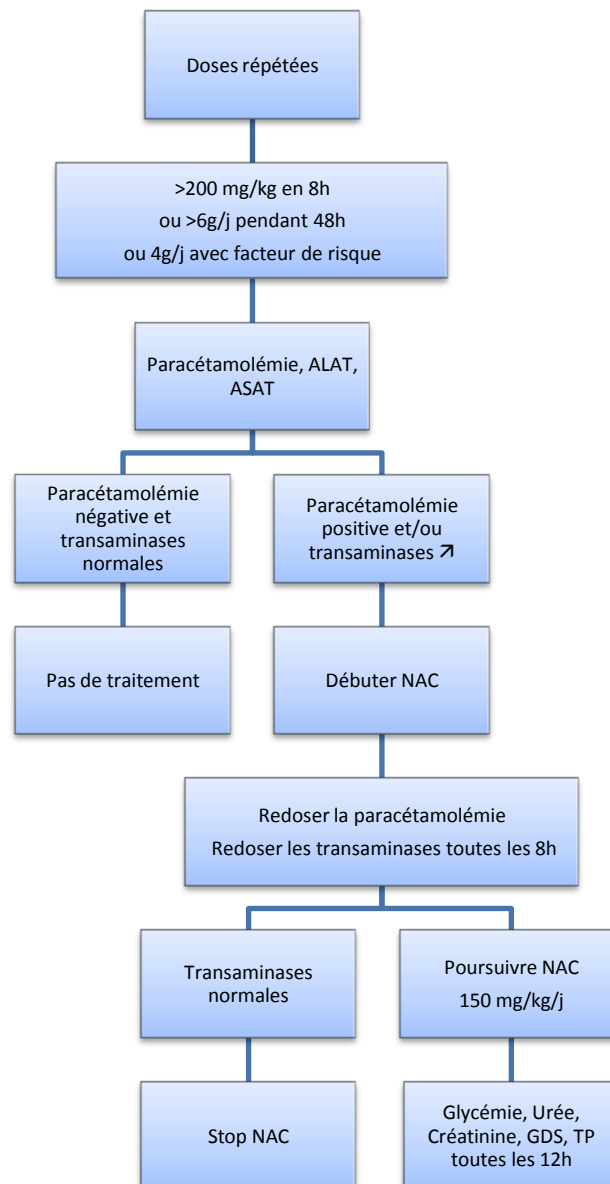 Doses répétées
>200 mg/kg en 8h
ou >6g/j pendant 48h
ou 4g/j avec facteur de risque
Paracétamolémie, ALAT,
ASAT
Paracétamolémie
négative et
transaminases
normales
Paracétamolémie
positive et/ou
transaminases ↗
Pas de traitement
Débuter NAC
Redoser la paracétamolémie
Redoser les transaminases toutes les 8h
Transaminases
normales
Poursuivre NAC
150 mg/kg/j
Stop NAC
Glycémie, Urée,
Créatinine, GDS, TP
toutes les 12h